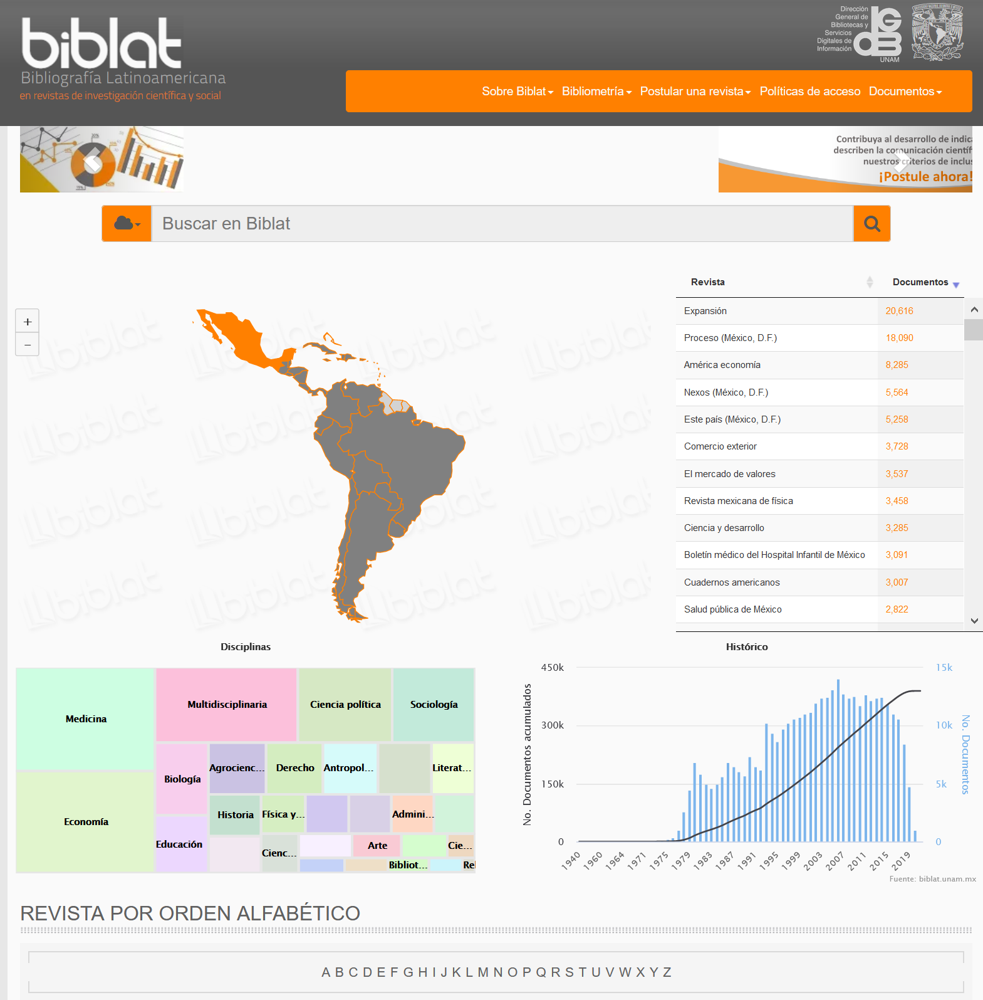 biblat
Bibliografía Latinoamericana
en revistas de investigación científica y social
Dirección
General de
Bibliotecas y
Servicios
Digitales de
Información
UNAM
Sobre Biblat
Bibliometría
Postular una revista
Políticas de acceso
Documentos
Contribuya al desarrollo de indica
describen la comunicación científ
nuestros criterios de inclus
¡Postule ahora!
Buscar en Biblat
Revista Documentos
Expansión 20,616
Proceso (México, D.F.) 18,090
América economía 8,285
Nexos (México, D.F.) 5,564
Este país (México, D.F.) 5,258
Comercio exterior 3,728
El mercado de valores 3,537
Revista mexicana de física 3,458
Ciencia y desarrollo 3,285
Boletín médico del Hospital Infantil de México 3,091
Cuadernos americanos 3,007
Salud pública de México 2,822
+
−
Disciplinas
Medicina
Multidisciplinaria
Ciencia política
Sociología
Economía
Biología
Agrocienc...
Derecho
Antropol...
Literat...
Educación
Historia
Física y...
Admini...
Cienc...
Arte
Cie...
Bibliot...
Rel
Histórico
No. Documentos acumulados
450k
300k
150k
0
15k
10k
5k
0
No. Documentos
1940 1960 1964 1971 1975 1979 1983 1987 1991 1995 1999 2003 2007 2011 2015 2019
Fuente: biblat.unam.mx
REVISTA POR ORDEN ALFABÉTICO
A B C D E F G H I J K L M N O P Q R S T U V W X Y Z